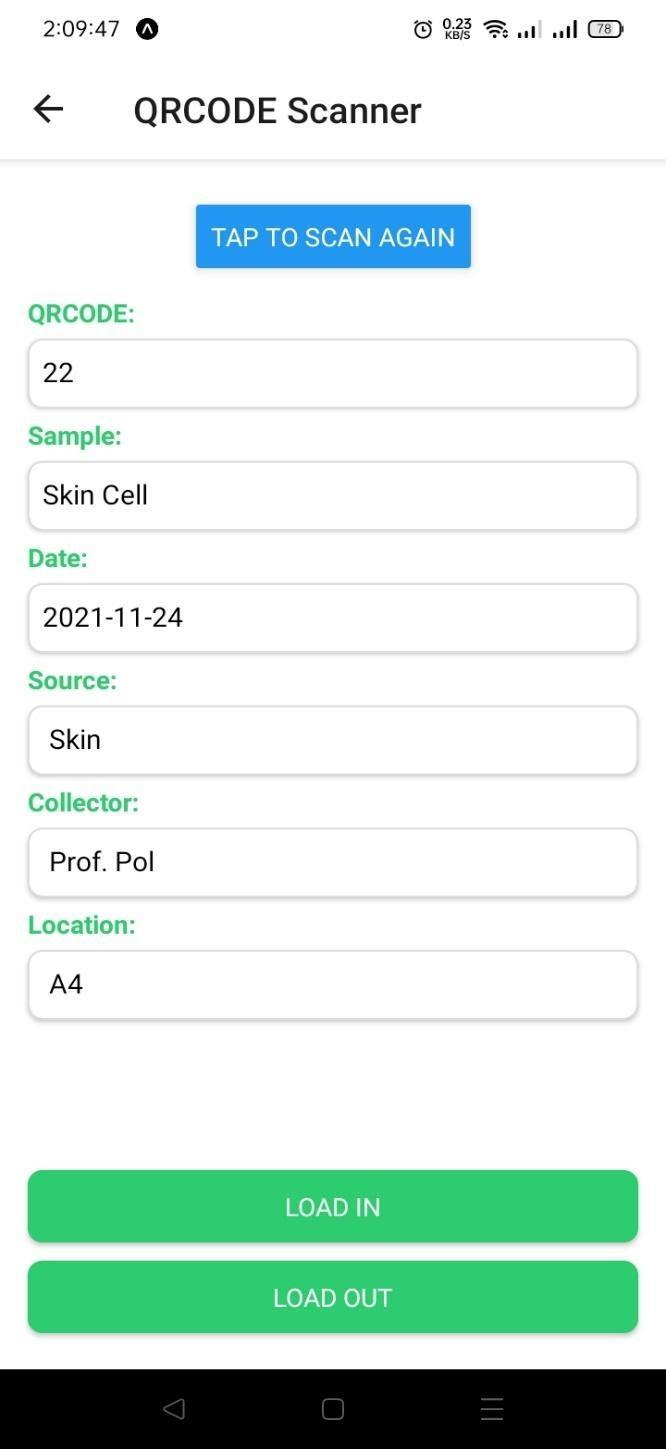 2:09:47 0.23 KB/S 78
QRCODE Scanner
TAP TO SCAN AGAIN
QRCODE:
22
Sample:
Skin Cell
Date:
2021-11-24
Source:
Skin
Collector:
Prof. Pol
Location:
A4
LOAD IN
LOAD OUT